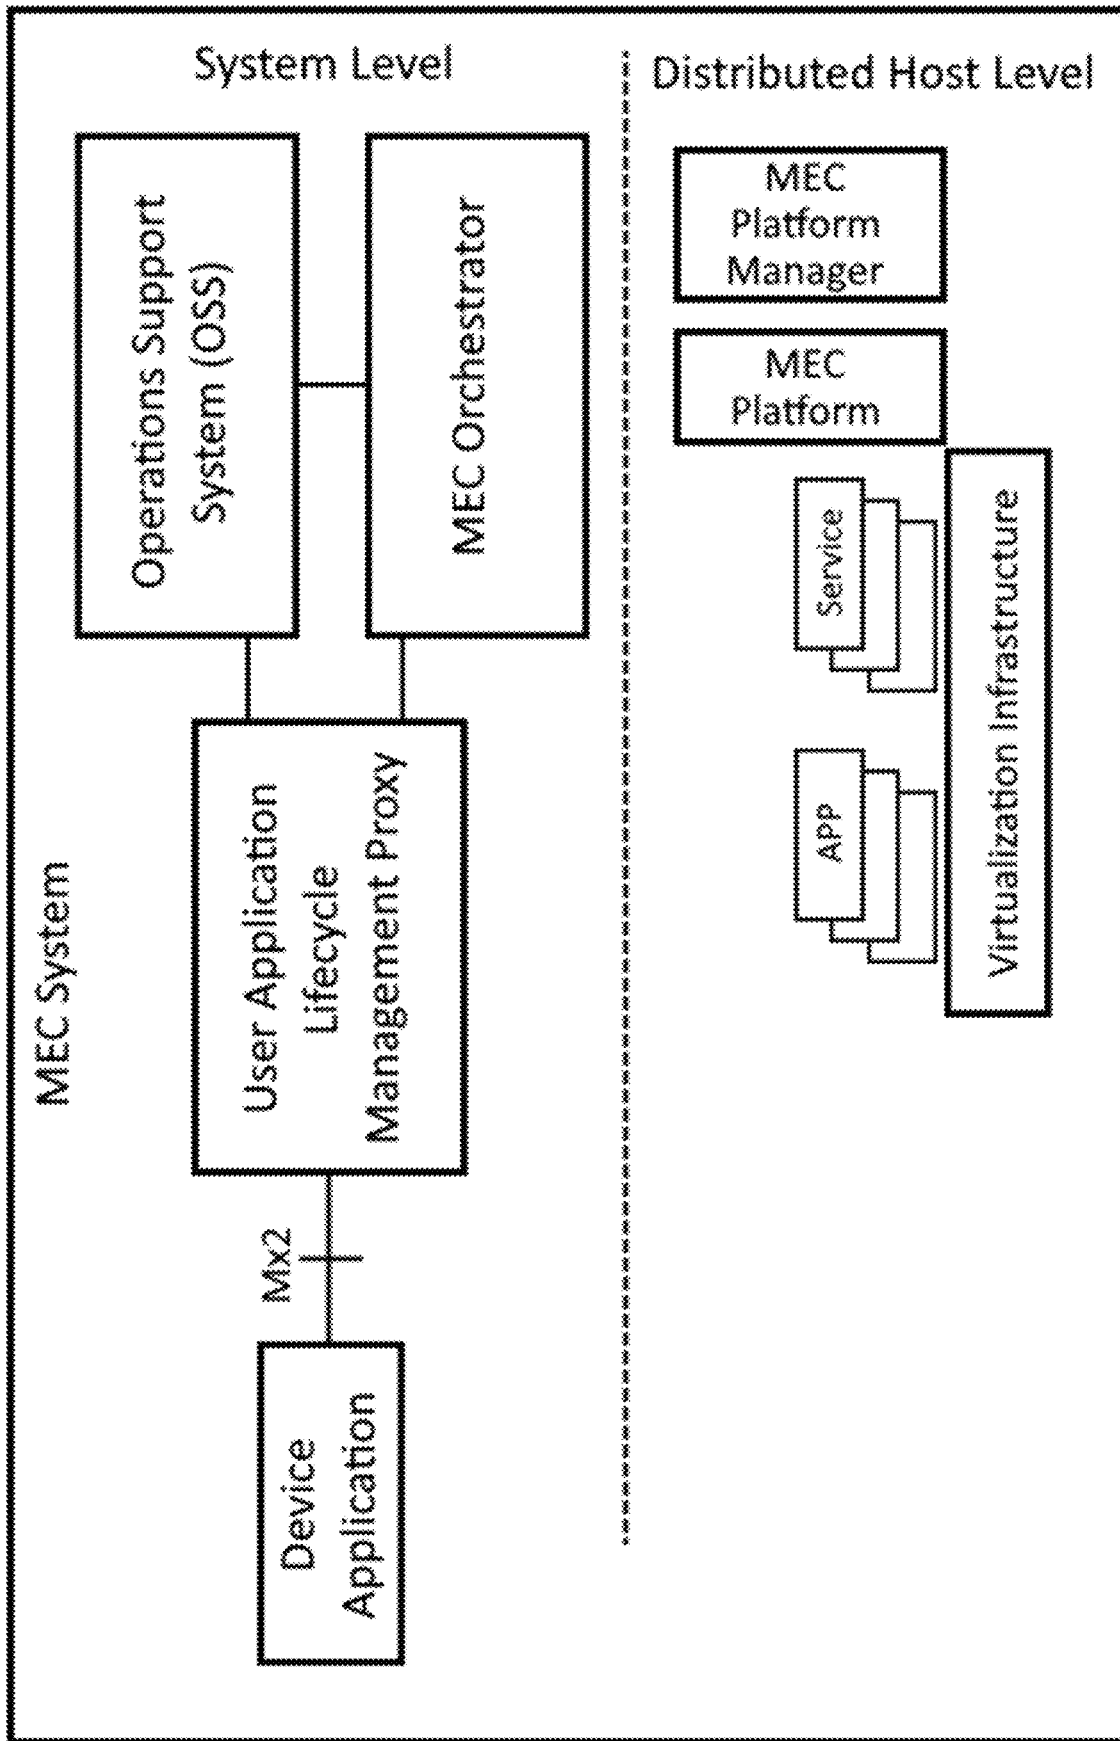 MEC System
System Level
Operations Support
System (OSS)
MEC Orchestrator
User Application
Lifecycle
Management Proxy
Mx2
Device
Application
Distributed Host Level
MEC
Platform
Manager
MEC
Platform
Service
APP
Virtualization Infrastructure